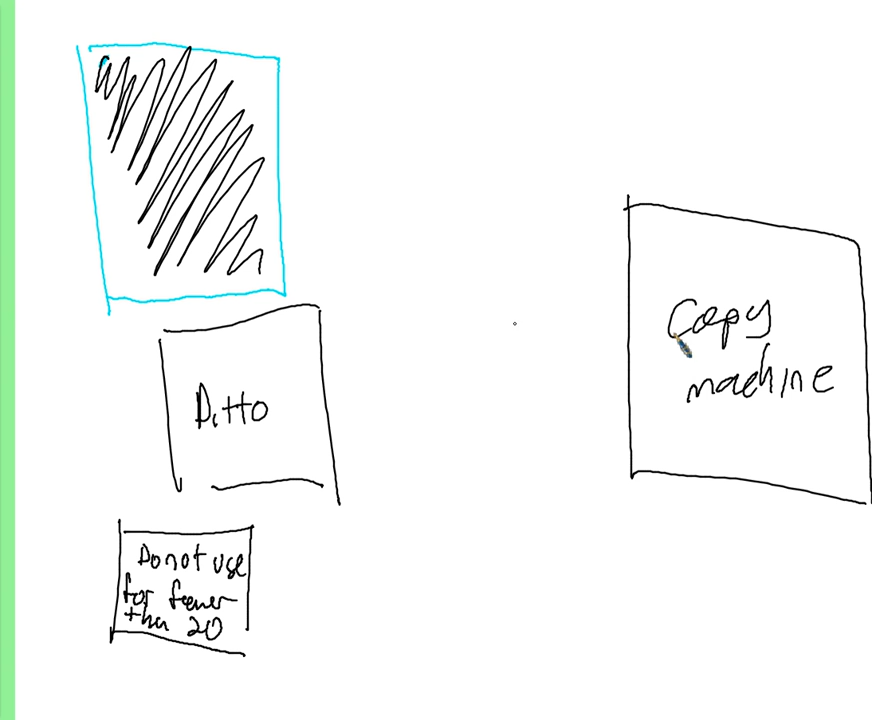 Ditto
Do not use
for fewer
than 20
Copy
machine